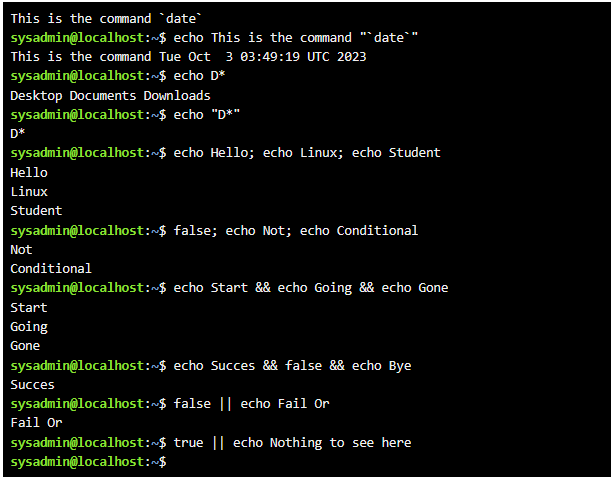 This is the command `date`
sysadmin@localhost:~$ echo This is the command "`date`"
This is the command Tue Oct  3 03:49:19 UTC 2023
sysadmin@localhost:~$ echo D*
Desktop Documents Downloads
sysadmin@localhost:~$ echo "D*"
D*
sysadmin@localhost:~$ echo Hello; echo Linux; echo Student
Hello
Linux
Student
sysadmin@localhost:~$ false; echo Not; echo Conditional
Not
Conditional
sysadmin@localhost:~$ echo Start && echo Going && echo Gone
Start
Going
Gone
sysadmin@localhost:~$ echo Succes && false && echo Bye
Succes
sysadmin@localhost:~$ false || echo Fail Or
Fail Or
sysadmin@localhost:~$ true || echo Nothing to see here
sysadmin@localhost:~$